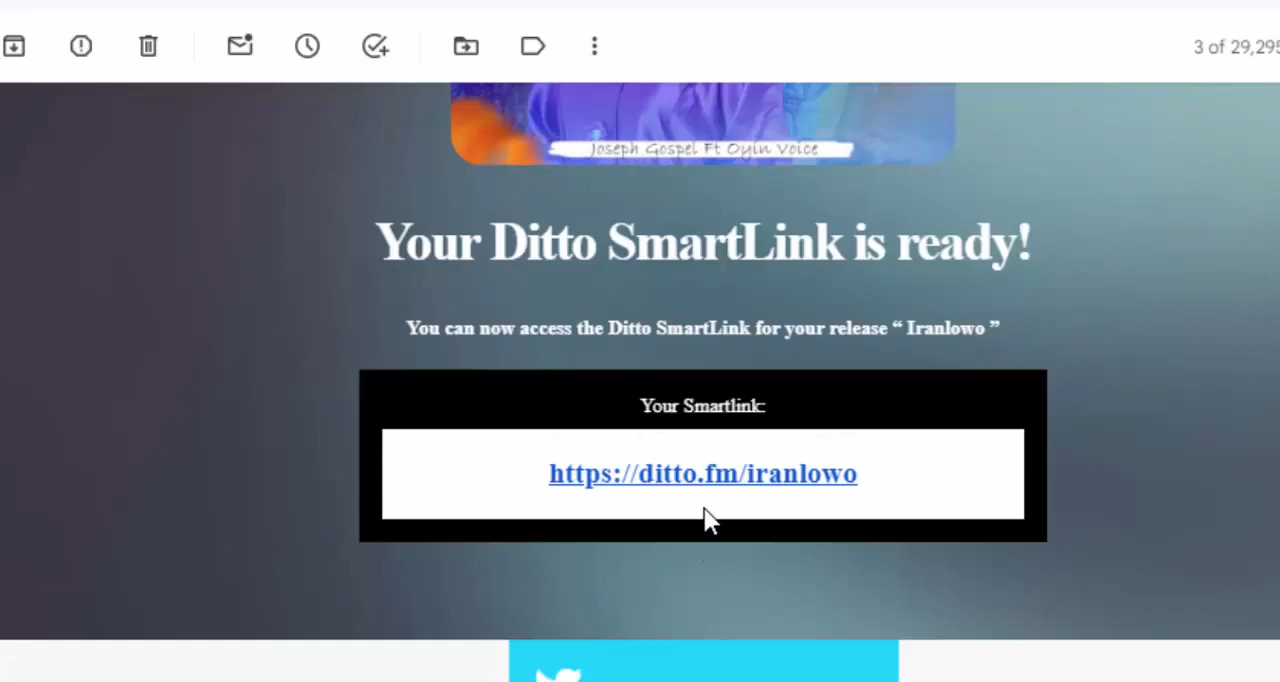 3 of 29,295
Joseph Gospel Ft Oyin Voice
Your Ditto SmartLink is ready!
You can now access the Ditto SmartLink for your release “ Iranlowo ”
Your Smartlink:
https://ditto.fm/iranlowo